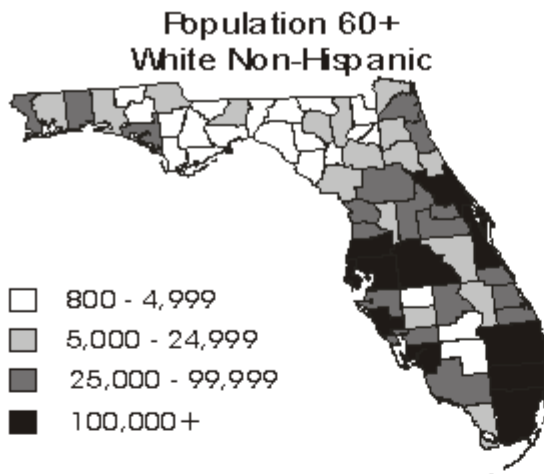 Population 60+
White Non-Hispanic
800 - 4,999
5,000 - 24,999
25,000 - 99,999
100,000+